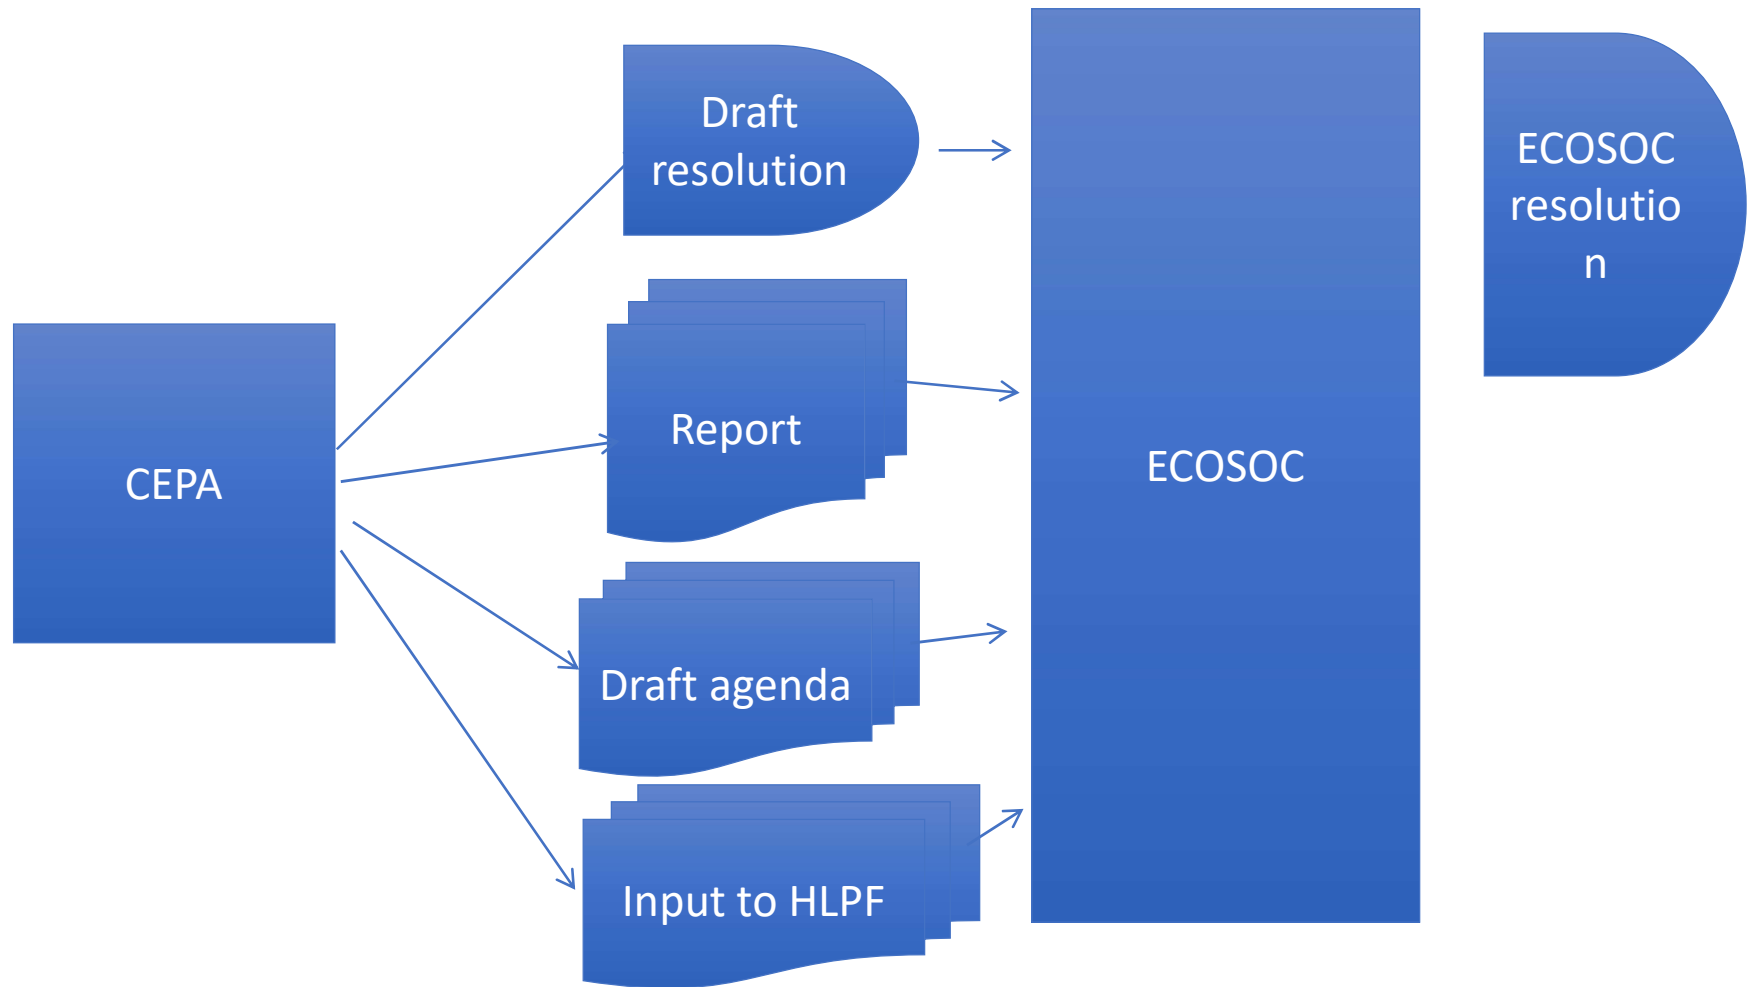 CEPA
Draft
resolution
Report
Draft agenda
Input to HLPF
ECOSOC
ECOSOC
resolutio
n